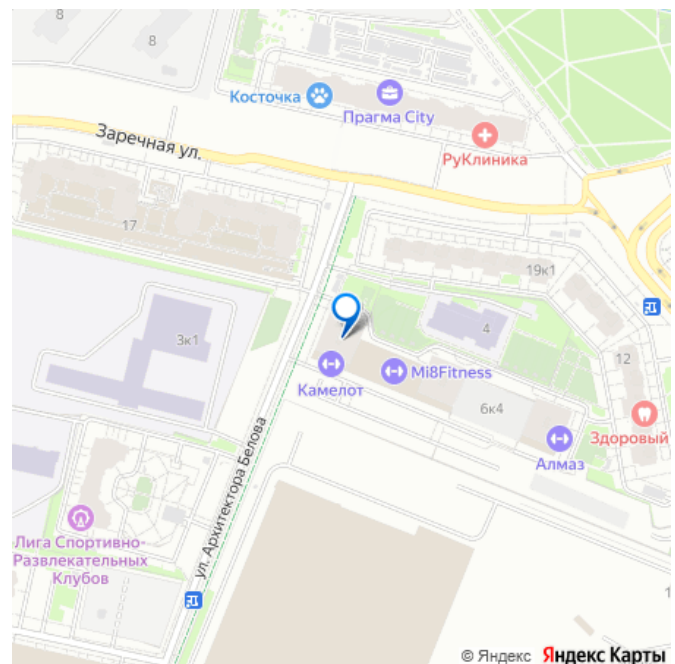 8
8
Косточка
Прагма City
РуКлиника
Заречная ул.
17
19к1
3к1
4
12
Камелот
Mi8Fitness
6к4
Здоровый
Алмаз
ул. Архитектора Белова
Лига Спортивно-
Развлекательных
Клубов
1
© Яндекс Яндекс Карты